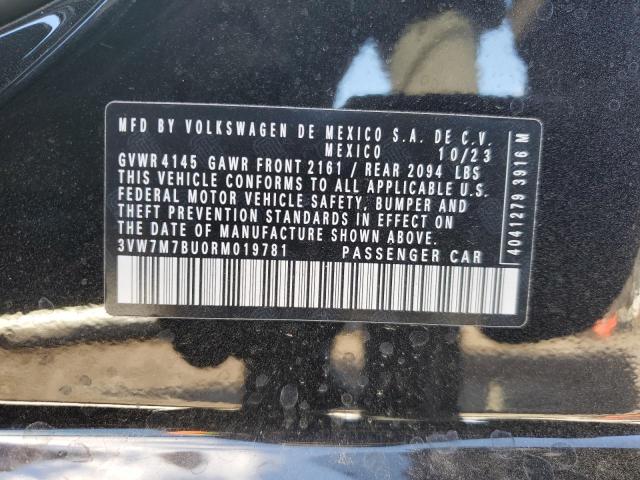 MFD BY VOLKSWAGEN DE MEXICO S.A. DE C.V.
MEXICO 10/23
GVWR 4145 GAWR FRONT 2161 / REAR 2094 LBS
THIS VEHICLE CONFORMS TO ALL APPLICABLE U.S.
FEDERAL MOTOR VEHICLE SAFETY, BUMPER AND
THEFT PREVENTION STANDARDS IN EFFECT ON
DATE OF MANUFACTURE SHOWN ABOVE
3VW7M7BU0RM019781 PASSENGER CAR
4041279 3916 M